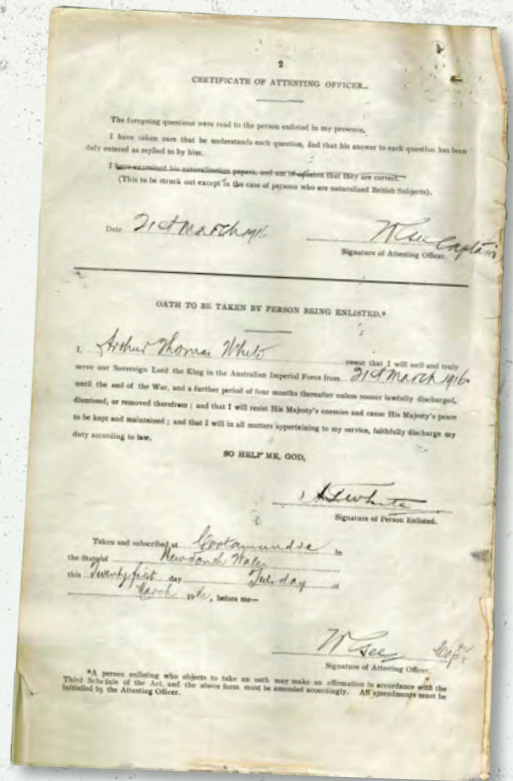 2
CERTIFICATE OF ATTESTING OFFICER.
The foregoing questions were read to the person enlisted in my presence.
I have taken care that he understands each question, and that his answer to each question has been
duly entered as replied to by him.
I have examined his naturalization papers, and am of opinion that they are correct.
(This to be struck out except in the case of persons who are naturalized British Subjects).
Date 21st March 1916
W Gee Captain
Signature of Attesting Officer.
OATH TO BE TAKEN BY PERSON BEING ENLISTED.*
I, Arthur Thomas White swear that I will well and truly
serve our Sovereign Lord the King in the Australian Imperial Force from 21st March 1916
until the end of the War, and a further period of four months thereafter unless sooner lawfully discharged,
dismissed, or removed therefrom ; and that I will resist His Majesty's enemies and cause His Majesty's peace
to be kept and maintained ; and that I will in all matters appertaining to my service, faithfully discharge my
duty according to law.
SO HELP ME, GOD,
A T White
Signature of Person Enlisted.
Taken and subscribed at Cootamundra in
the State of New South Wales
this Twenty first day Tuesday of
March 1916, before me—
W Gee Capt
Signature of Attesting Officer.
*A person enlisting who objects to take an oath may make an affirmation in accordance with the
Third Schedule of the Act, and the above form must be amended accordingly. All amendments must be
initialled by the Attesting Officer.